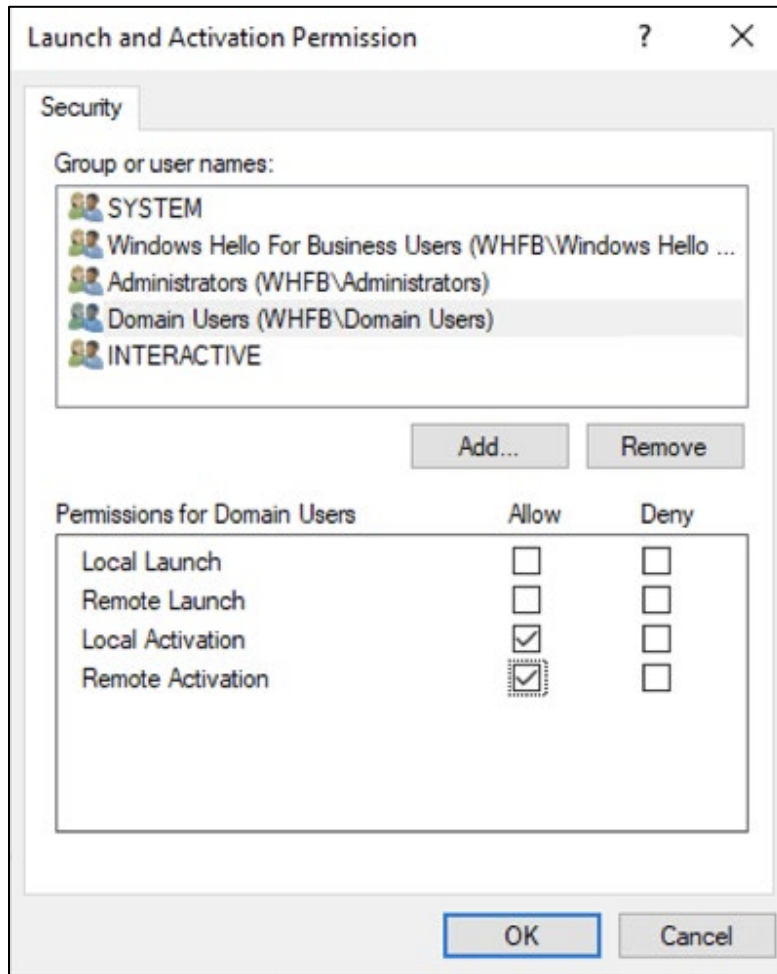 Launch and Activation Permission ? X
Security
Group or user names:
SYSTEM
Windows Hello For Business Users (WHFB\Windows Hello ...
Administrators (WHFB\Administrators)
Domain Users (WHFB\Domain Users)
INTERACTIVE
Add... Remove
Permissions for Domain Users Allow Deny
Local Launch
Remote Launch
Local Activation
Remote Activation
OK Cancel